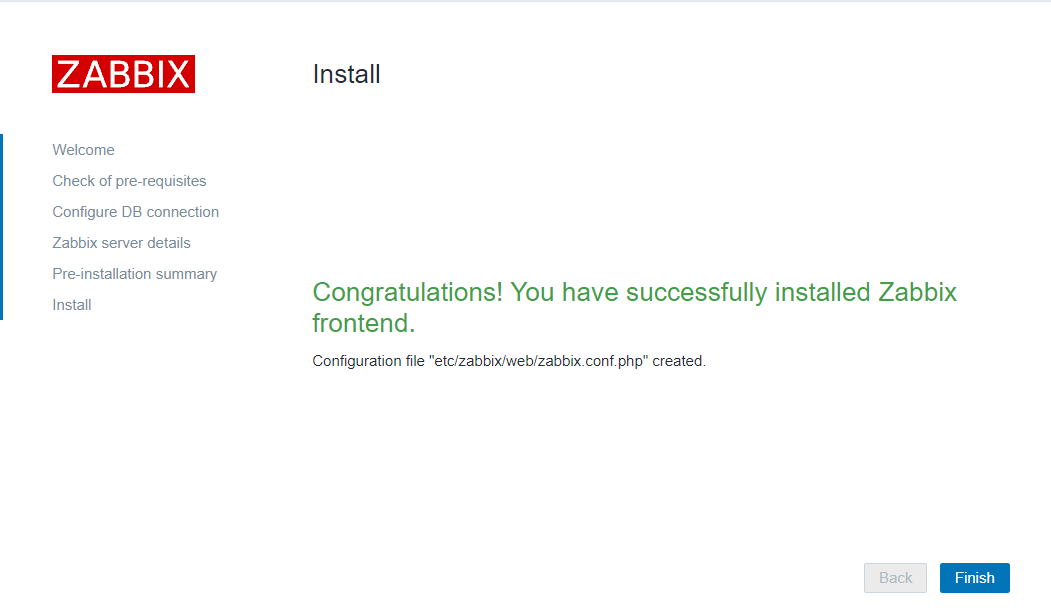 ZABBIX
Install
Welcome
Check of pre-requisites
Configure DB connection
Zabbix server details
Pre-installation summary
Install
Congratulations! You have successfully installed Zabbix
frontend.
Configuration file "etc/zabbix/web/zabbix.conf.php" created.
Back
Finish